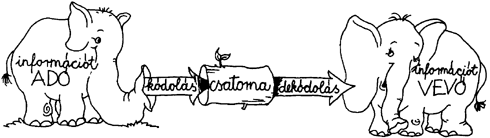 információt
ADÓ
kódolás
csatorna
dekódolás
információt
VEVŐ